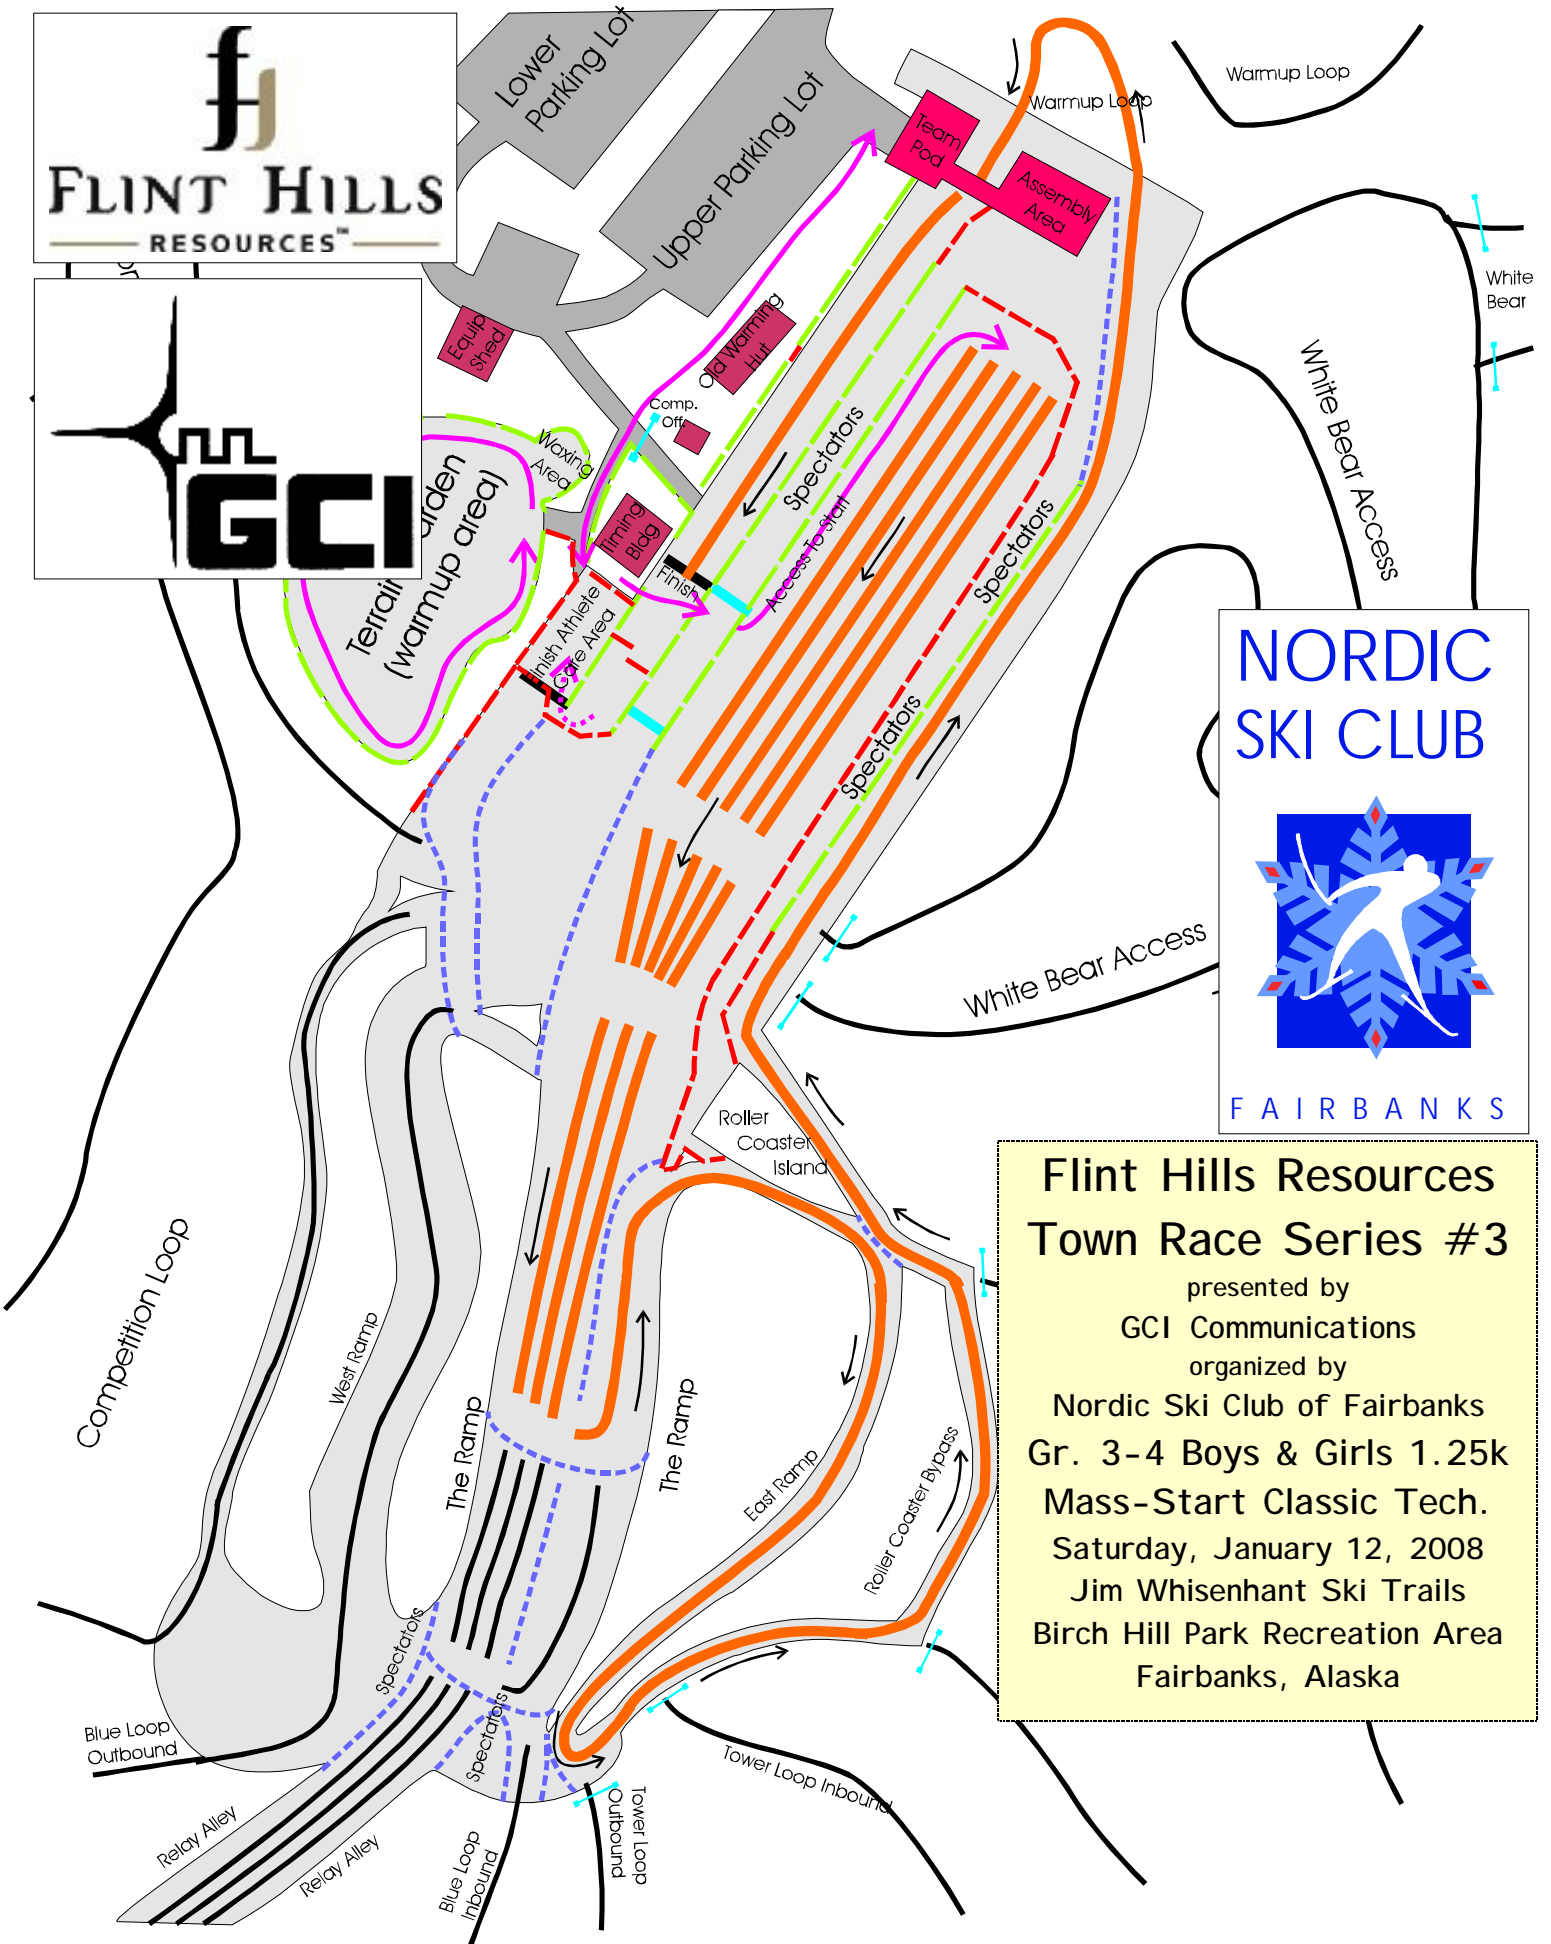 FLINT HILLS
RESOURCES™
GCI
Lower
Parking Lot
Upper Parking Lot
Team
Pod
Assembly
Area
Warmup Loop
Warmup Loop
White
Bear
White Bear Access
Equip
Shed
Old Warming
Hut
Comp.
Off.
Waxing
Area
Timing
Bldg
Finish
(warmup area)
Finish Athlete
Care Area
Access To Start
Spectators
Spectators
Spectators
White Bear Access
NORDIC
SKI CLUB
FAIRBANKS
Roller
Coaster
Island
Competition Loop
West Ramp
The Ramp
The Ramp
East Ramp
Roller Coaster Bypass
Spectators
Spectators
Blue Loop
Outbound
Relay Alley
Relay Alley
Blue Loop
Inbound
Tower Loop
Outbound
Tower Loop Inbound
Flint Hills Resources
Town Race Series #3
presented by
GCI Communications
organized by
Nordic Ski Club of Fairbanks
Gr. 3-4 Boys & Girls 1.25k
Mass-Start Classic Tech.
Saturday, January 12, 2008
Jim Whisenhant Ski Trails
Birch Hill Park Recreation Area
Fairbanks, Alaska